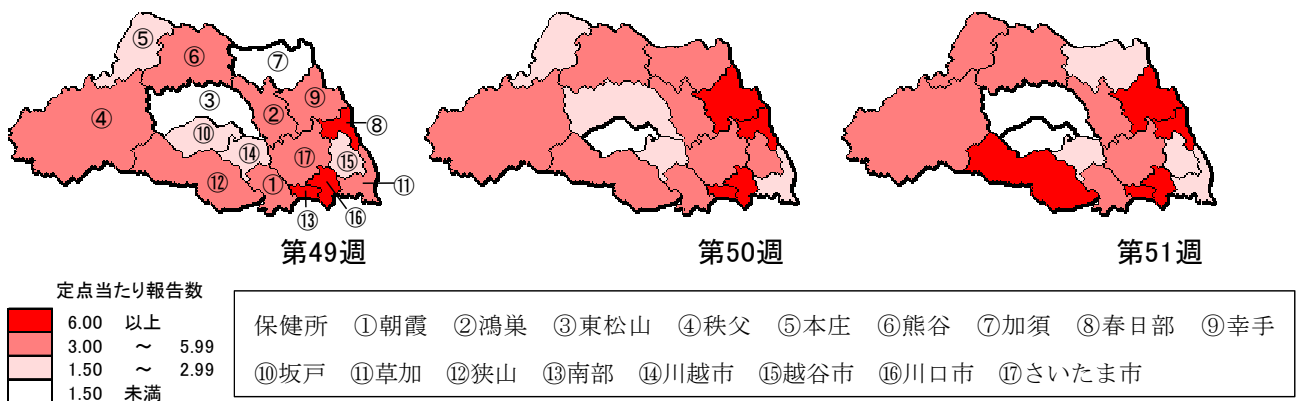 ⑤
⑥
⑦
③
⑨
④
②
⑧
⑩
⑭
⑰
⑮
⑫
①
⑪
⑬
⑯
第49週
第50週
第51週
定点当たり報告数
6.00 以上
3.00 ～ 5.99
1.50 ～ 2.99
1.50 未満
保健所 ①朝霞 ②鴻巣 ③東松山 ④秩父 ⑤本庄 ⑥熊谷 ⑦加須 ⑧春日部 ⑨幸手
⑩坂戸 ⑪草加 ⑫狭山 ⑬南部 ⑭川越市 ⑮越谷市 ⑯川口市 ⑰さいたま市